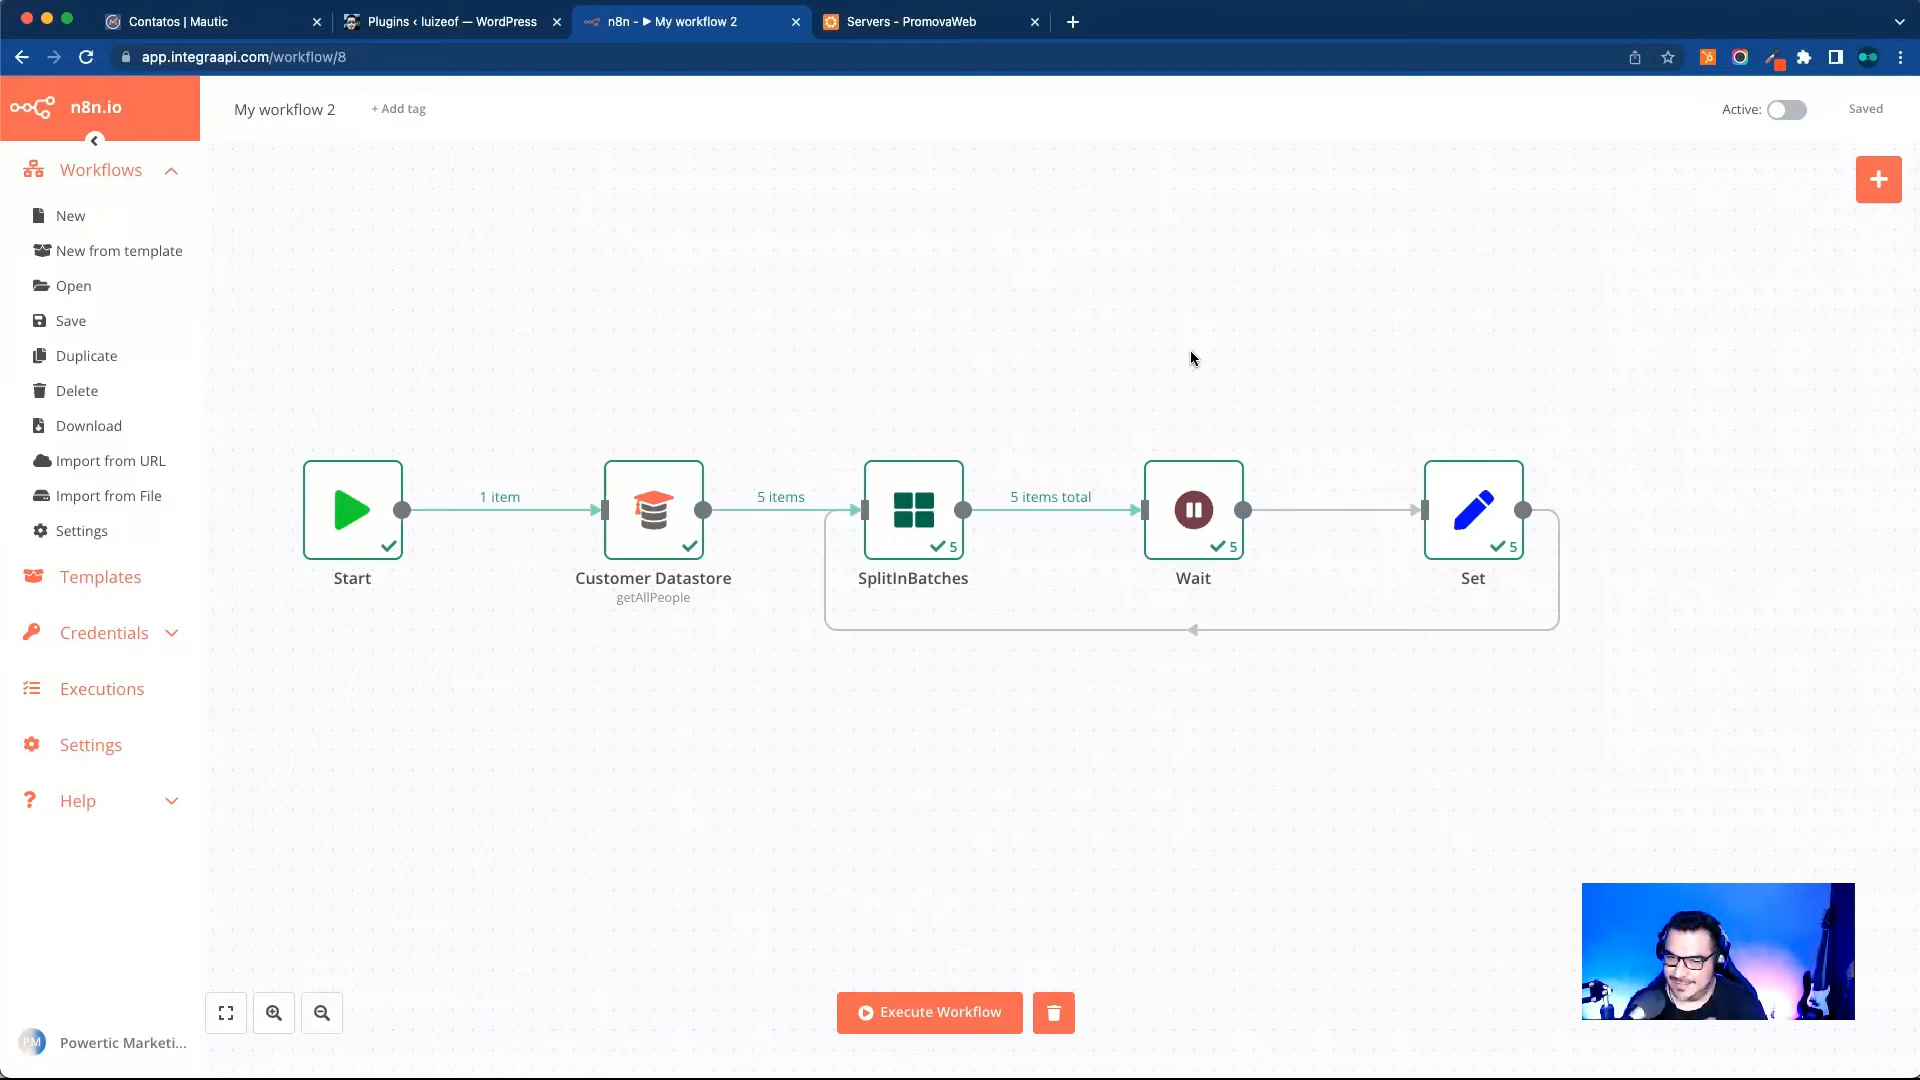 Contatos | Mautic
Plugins ‹ luizeof — WordPress
n8n - ▶ My workflow 2
Servers - PromovaWeb
app.integraapi.com/workflow/8
n8n.io
My workflow 2
+ Add tag
Active:
Saved
Workflows
New
New from template
Open
Save
Duplicate
Delete
Download
Import from URL
Import from File
Settings
Templates
Credentials
Executions
Settings
Help
1 item
5 items
5 items total
5
5
5
Start
Customer Datastore
SplitInBatches
Wait
Set
getAllPeople
Execute Workflow
PM
Powertic Marketi...